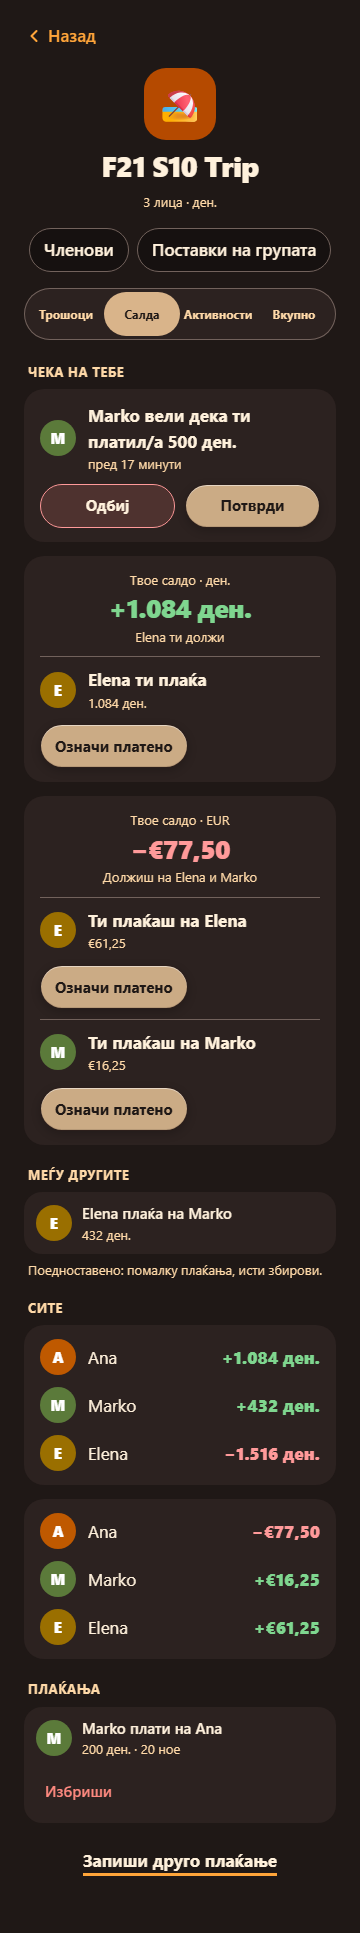 Назад
F21 S10 Trip
3 лица · ден.
Членови
Поставки на групата
Трошоци
Салда
Активности
Вкупно
ЧЕКА НА ТЕБЕ
M
Marko вели дека ти
платил/а 500 ден.
пред 17 минути
Одбиј
Потврди
Твое салдо · ден.
+1.084 ден.
Elena ти должи
E
Elena ти плаќа
1.084 ден.
Означи платено
Твое салдо · EUR
−€77,50
Должиш на Elena и Marko
E
Ти плаќаш на Elena
€61,25
Означи платено
M
Ти плаќаш на Marko
€16,25
Означи платено
МЕЃУ ДРУГИТЕ
E
Elena плаќа на Marko
432 ден.
Поедноставено: помалку плаќања, исти збирови.
СИТЕ
A Ana +1.084 ден.
M Marko +432 ден.
E Elena −1.516 ден.
A Ana −€77,50
M Marko +€16,25
E Elena +€61,25
ПЛАЌАЊА
M
Marko плати на Ana
200 ден. · 20 ное
Избриши
Запиши друго плаќање